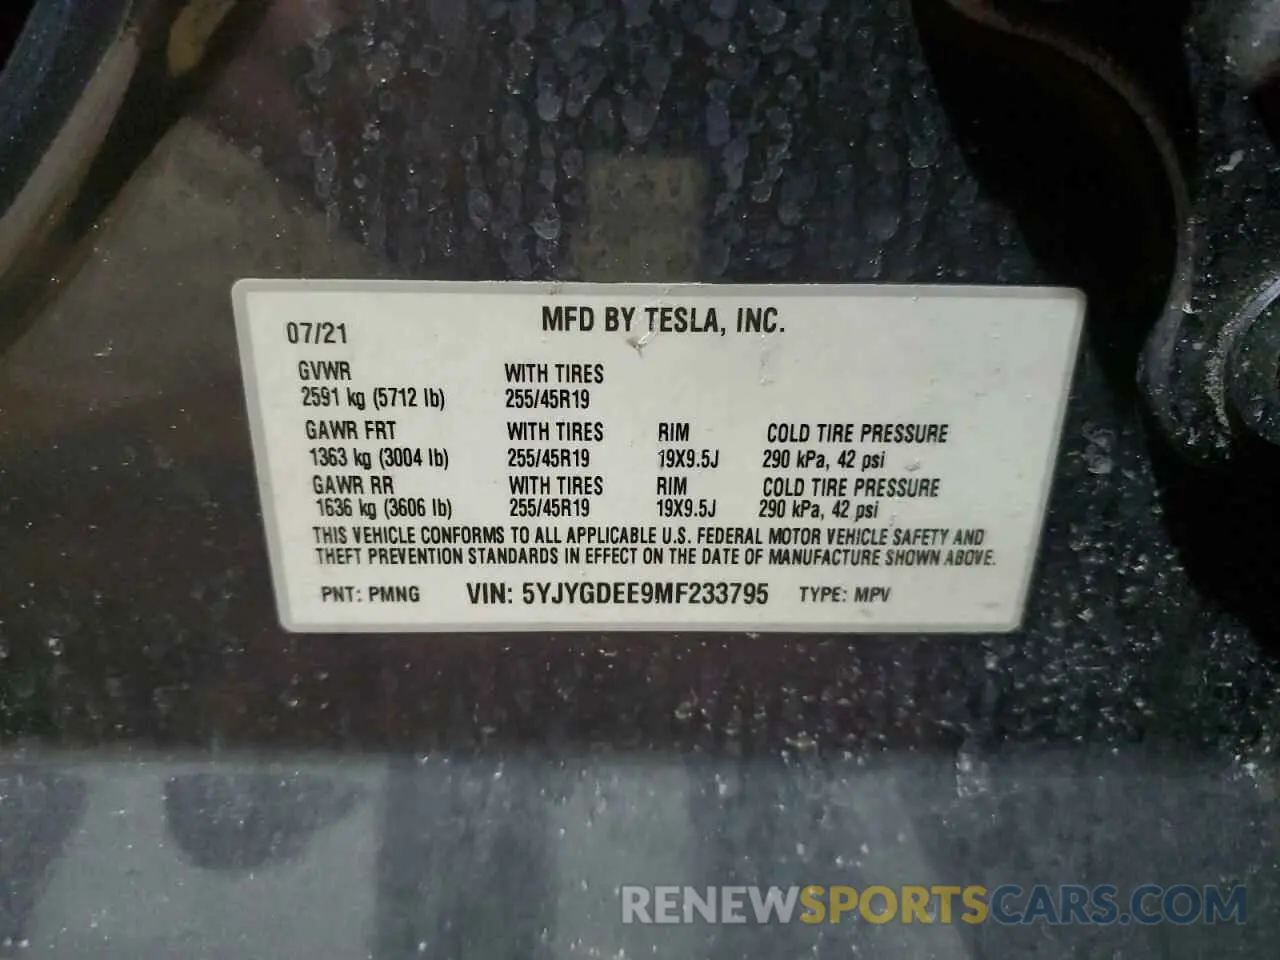 MFD BY TESLA, INC.
07/21
GVWR WITH TIRES
2591 kg (5712 lb) 255/45R19
GAWR FRT WITH TIRES RIM COLD TIRE PRESSURE
1363 kg (3004 lb) 255/45R19 19X9.5J 290 kPa, 42 psi
GAWR RR WITH TIRES RIM COLD TIRE PRESSURE
1636 kg (3606 lb) 255/45R19 19X9.5J 290 kPa, 42 psi
THIS VEHICLE CONFORMS TO ALL APPLICABLE U.S. FEDERAL MOTOR VEHICLE SAFETY AND
THEFT PREVENTION STANDARDS IN EFFECT ON THE DATE OF MANUFACTURE SHOWN ABOVE.
PNT: PMNG VIN: 5YJYGDEE9MF233795 TYPE: MPV
RENEWSPORTSCARS.COM